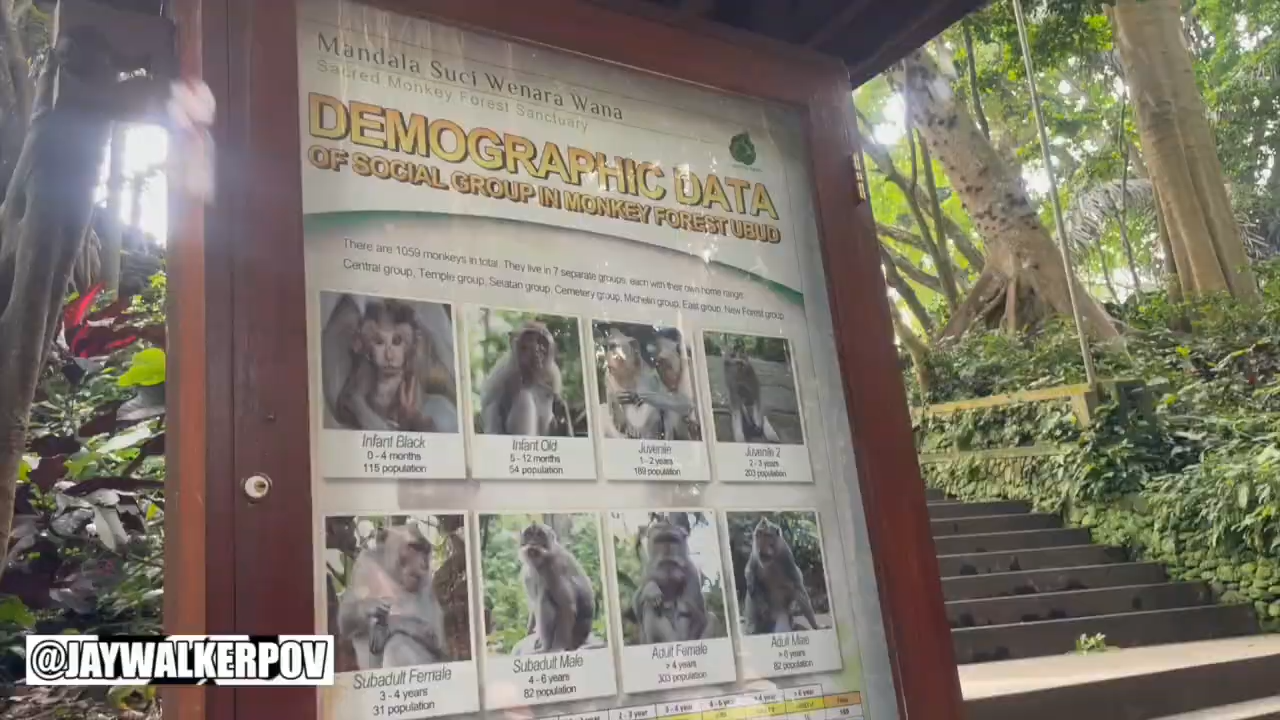 Mandala Suci Wenara Wana
Sacred Monkey Forest Sanctuary
DEMOGRAPHIC DATA
OF SOCIAL GROUP IN MONKEY FOREST UBUD
There are 1059 monkeys in total. They live in 7 separate groups, each with their own home range:
Central group, Temple group, Selatan group, Cemetery group, Michelin group, East group, New Forest group
Infant Black
0 - 4 months
115 population
Infant Old
5 - 12 months
54 population
Juvenile
1 - 2 years
189 population
Juvenile 2
2 - 3 years
203 population
Subadult Female
3 - 4 years
31 population
Subadult Male
4 - 6 years
82 population
Adult Female
> 4 years
303 population
Adult Male
> 6 years
82 population
@JAYWALKERPOV